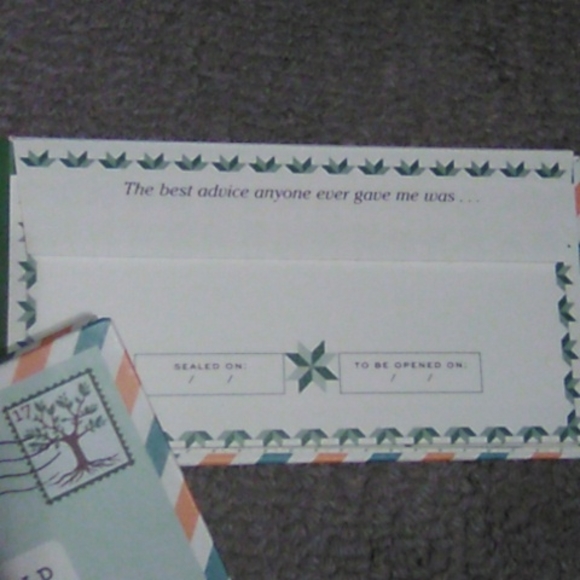 The best advice anyone ever gave me was . . .
SEALED ON: TO BE OPENED ON:
/ / / /
17